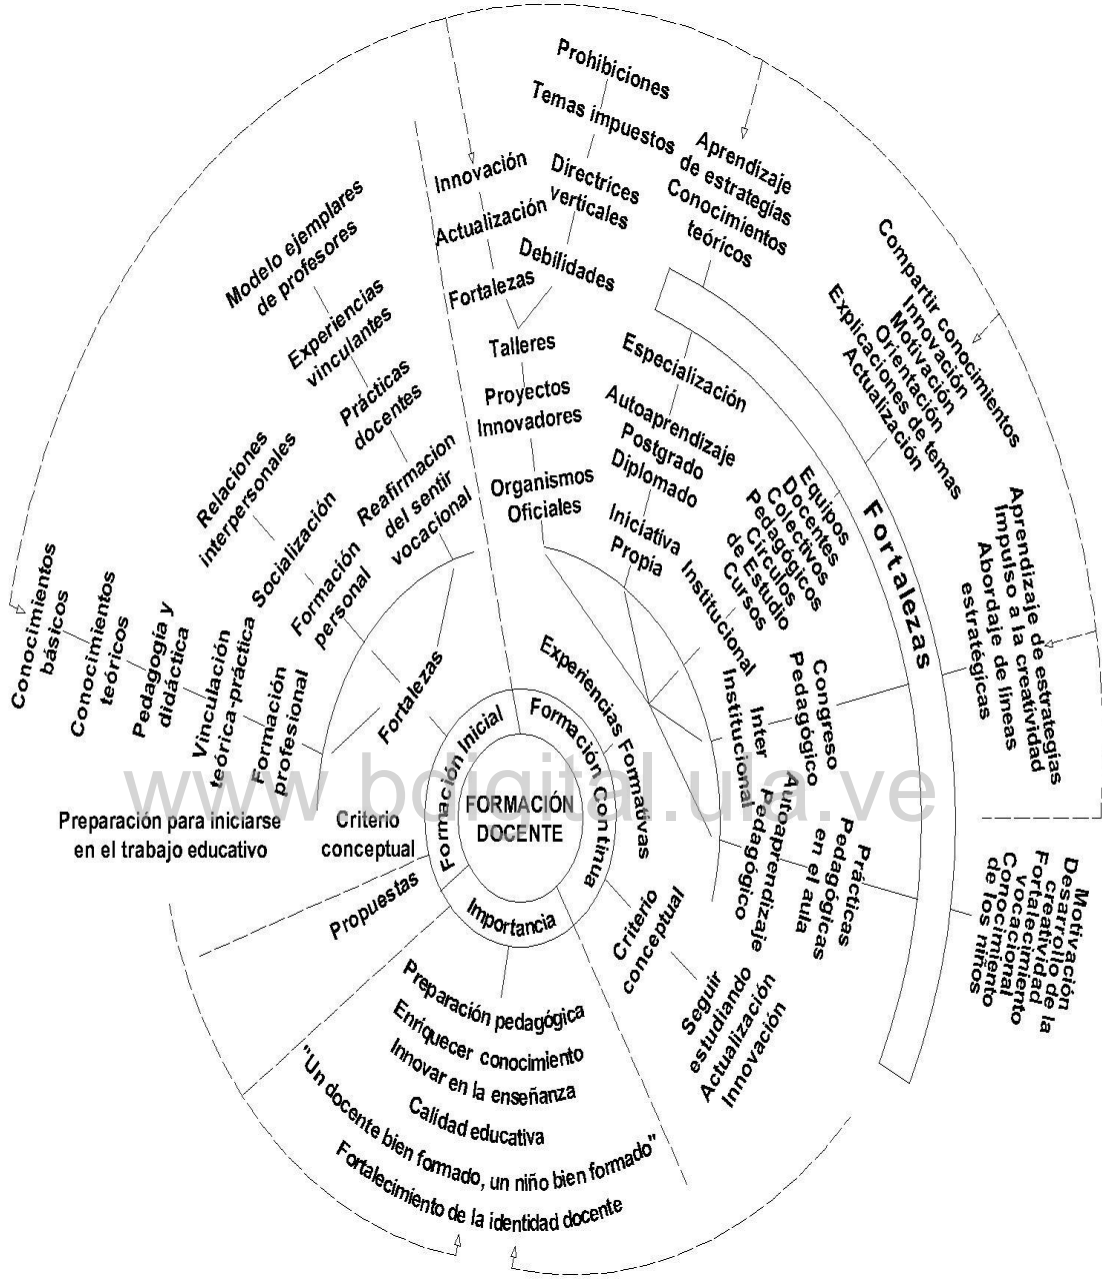 Prohibiciones
Temas impuestos
Directrices
verticales
Debilidades
Innovación
Actualización
Fortalezas
Talleres
Proyectos
Innovadores
Organismos
Oficiales
Aprendizaje
de estrategias
Conocimientos
teóricos
Especialización
Autoaprendizaje
Postgrado
Diplomado
Iniciativa
Propia
Compartir conocimientos
Innovación
Motivación
Orientación
Explicaciones de temas
Actualización
Equipos
Docentes
Colectivos
Pedagógicos
Círculos
de Estudio
Cursos
Institucional
Fortalezas
Aprendizaje de estrategias
Impulso a la creatividad
Abordaje de líneas
estratégicas
Congreso
Pedagógico
Inter
Institucional
Motivación
Desarrollo de la
creatividad
Fortalecimiento
vocacional
Conocimiento
de los niños
Prácticas
Pedagógicas
en el aula
Autoaprendizaje
Pedagógico
Experiencias Formativas
Criterio
conceptual
Seguir
estudiando
Actualización
Innovación
Modelo ejemplares
de profesores
Experiencias
vinculantes
Prácticas
docentes
Reafirmacion
del sentir
vocacional
Relaciones
interpersonales
Socialización
Formación
personal
Conocimientos
básicos
Conocimientos
teóricos
Pedagogía y
didáctica
Vinculación
teórica-práctica
Formación
profesional
Fortalezas
Preparación para iniciarse
en el trabajo educativo
Criterio
conceptual
Propuestas
Formación Inicial
Formación Continua
Importancia
FORMACIÓN
DOCENTE
Preparación pedagógica
Enriquecer conocimiento
Innovar en la enseñanza
Calidad educativa
"Un docente bien formado, un niño bien formado"
Fortalecimiento de la identidad docente
www.bdigital.ula.ve